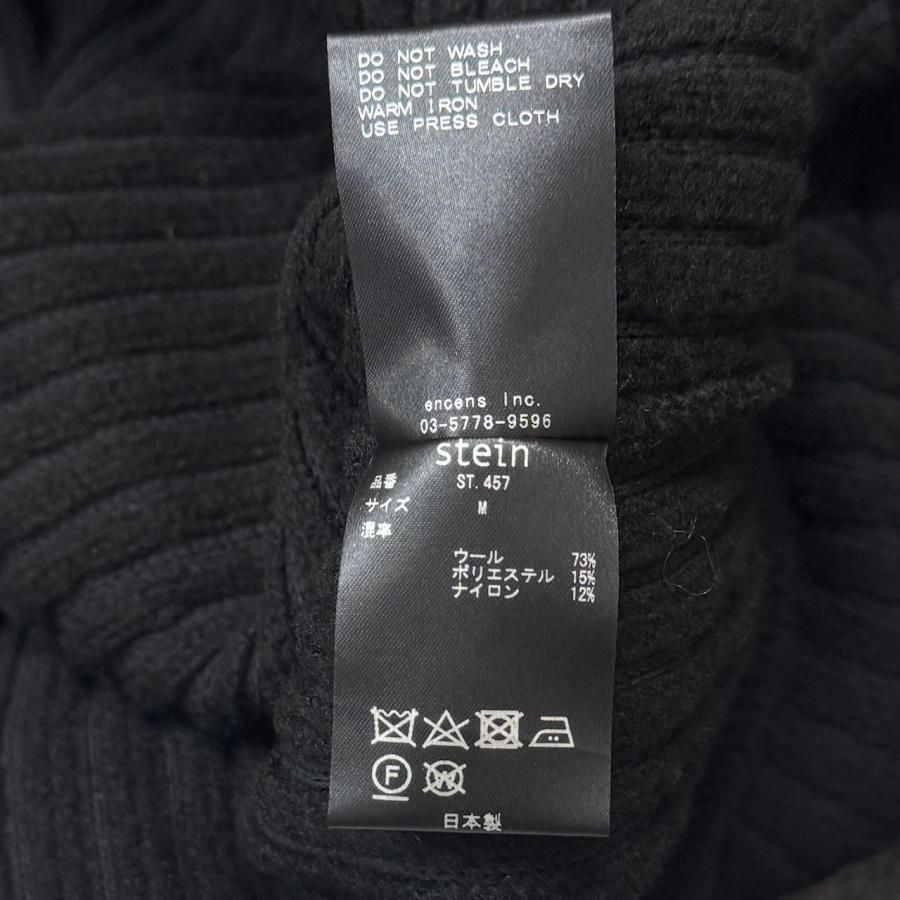 DO NOT WASH
DO NOT BLEACH
DO NOT TUMBLE DRY
WARM IRON
USE PRESS CLOTH
encens Inc.
03-5778-9596
stein
品番 ST.457
サイズ M
混率
ウール 73%
ポリエステル 15%
ナイロン 12%
F W
日本製